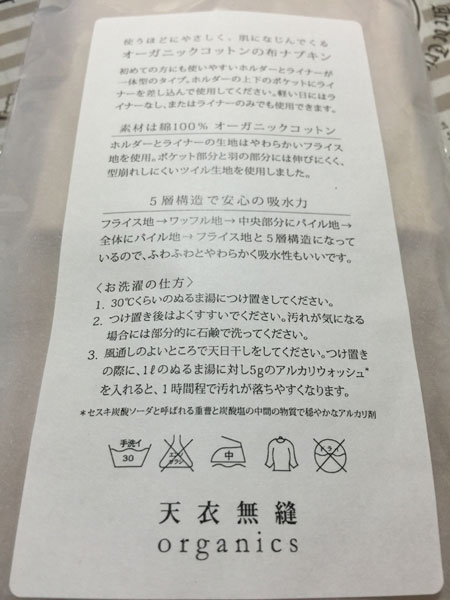 使うほどにやさしく、肌になじんでくる
オーガニックコットンの布ナプキン
初めての方にも使いやすいホルダーとライナーが
一体型のタイプ。ホルダーの上下のポケットにライ
ナーを差し込んで使用してください。軽い日にはラ
イナーなし、またはライナーのみでも使用できます。
素材は綿100% オーガニックコットン
ホルダーとライナーの生地はやわらかいフライス
地を使用。ポケット部分と羽の部分には伸びにくく、
型崩れしにくいツイル生地を使用しました。
5層構造で安心の吸水力
フライス地→ワッフル地→中央部分にパイル地→
全体にパイル地→フライス地と5層構造になって
いるので、ふわふわとやわらかく吸水性もいいです。
〈お洗濯の仕方〉
1. 30℃くらいのぬるま湯につけ置きしてください。
2. つけ置き後はよくすすいでください。汚れが気になる
場合には部分的に石鹸で洗ってください。
3. 風通しのよいところで天日干しをしてください。つけ置き
の際に、1ℓのぬるま湯に対し5gのアルカリウォッシュ*
を入れると、1時間程で汚れが落ちやすくなります。
*セスキ炭酸ソーダと呼ばれる重曹と炭酸塩の中間の物質で穏やかなアルカリ剤
手洗イ
30
エンソ
サラシ
中
ドライ
天衣無縫
organics